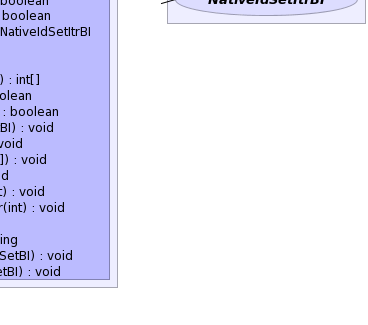 boolean
boolean
NativeIdSetItrBI
NativeIdSetItrBI
) : int[]
olean
: boolean
BI) : void
void
]) : void
d
t) : void
r(int) : void
ing
SetBI) : void
etBI) : void